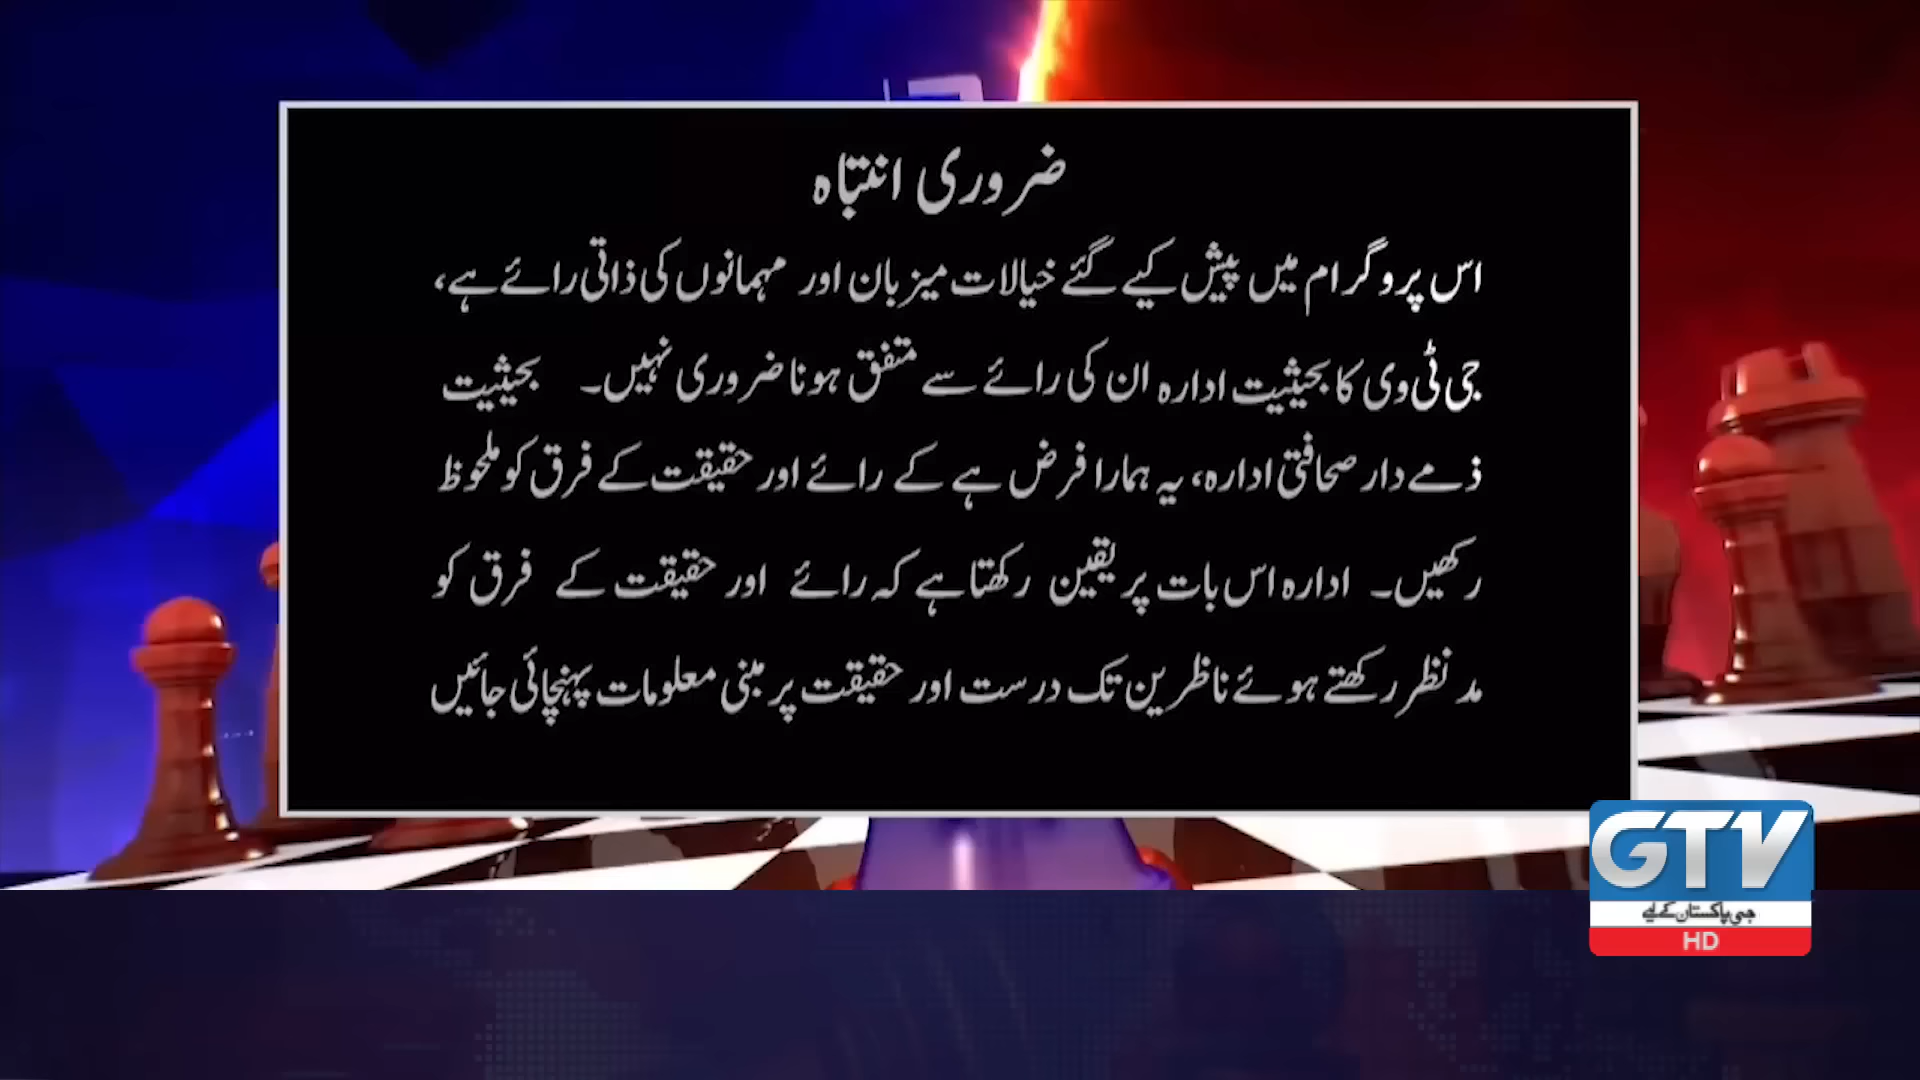 ضروری انتباہ
اس پروگرام میں پیش کیے گئے خیالات میزبان اور مہمانوں کی ذاتی رائے ہے،
جی ٹی وی کا بحیثیت ادارہ ان کی رائے سے متفق ہونا ضروری نہیں۔ بحیثیت
ذمے دار صحافتی ادارہ، یہ ہمارا فرض ہے کے رائے اور حقیقت کے فرق کو ملحوظ
رکھیں۔ ادارہ اس بات پر یقین رکھتا ہے کہ رائے اور حقیقت کے فرق کو
مد نظر رکھتے ہوئے ناظرین تک درست اور حقیقت پر مبنی معلومات پہنچائی جائیں
GTV
جی پاکستان کے لیے
HD